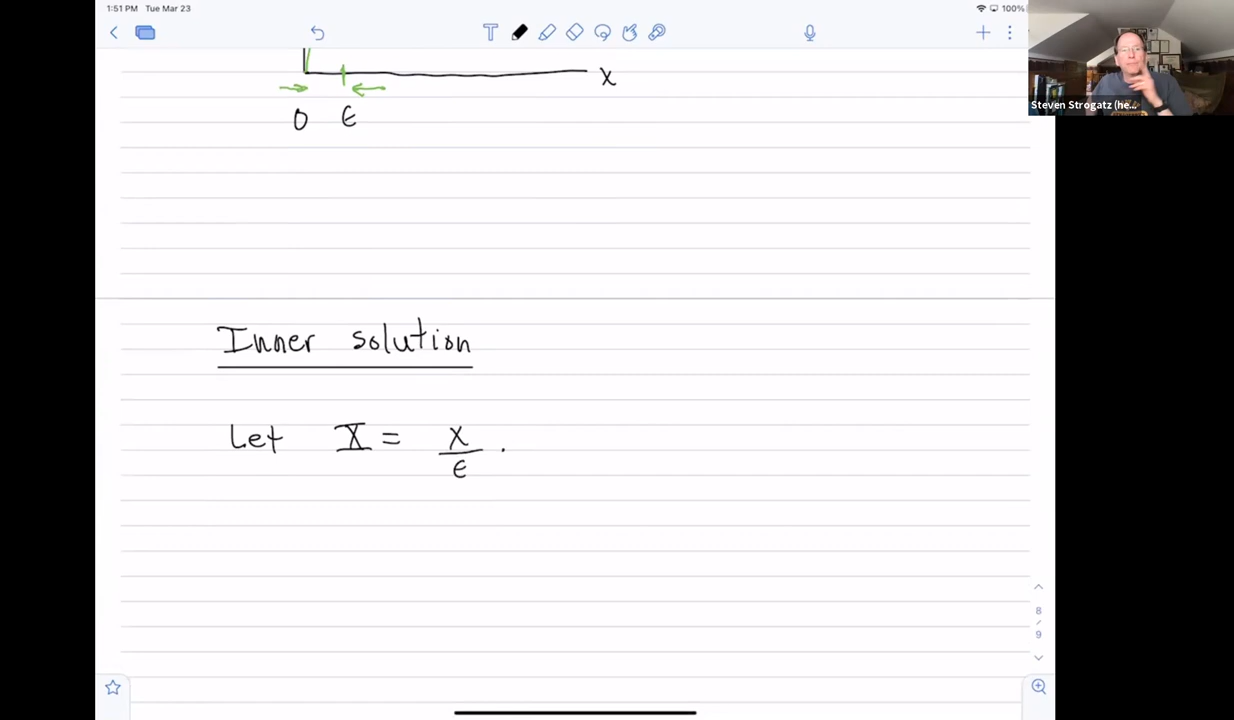 1:51 PM Tue Mar 23
100%
T
Steven Strogatz (he...
x
0 ϵ
Inner solution
Let X = x/ϵ .
8
/
9